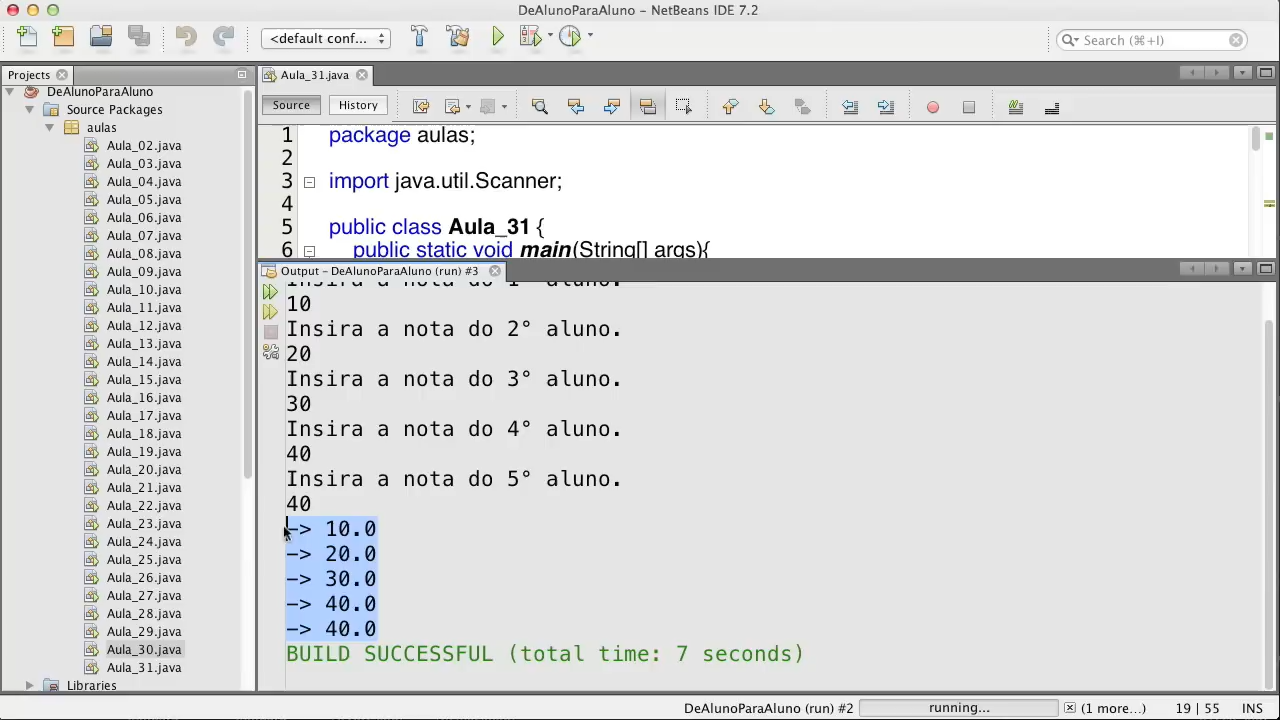 DeAlunoParaAluno – NetBeans IDE 7.2
<default conf...
Search (⌘+I)
Projects
DeAlunoParaAluno
Source Packages
aulas
Aula_02.java
Aula_03.java
Aula_04.java
Aula_05.java
Aula_06.java
Aula_07.java
Aula_08.java
Aula_09.java
Aula_10.java
Aula_11.java
Aula_12.java
Aula_13.java
Aula_14.java
Aula_15.java
Aula_16.java
Aula_17.java
Aula_18.java
Aula_19.java
Aula_20.java
Aula_21.java
Aula_22.java
Aula_23.java
Aula_24.java
Aula_25.java
Aula_26.java
Aula_27.java
Aula_28.java
Aula_29.java
Aula_30.java
Aula_31.java
Libraries
Aula_31.java
Source History
1 package aulas;
2
3 import java.util.Scanner;
4
5 public class Aula_31 {
6 public static void main(String[] args){
Output – DeAlunoParaAluno (run) #3
Insira a nota do 1° aluno.
10
Insira a nota do 2° aluno.
20
Insira a nota do 3° aluno.
30
Insira a nota do 4° aluno.
40
Insira a nota do 5° aluno.
40
-> 10.0
-> 20.0
-> 30.0
-> 40.0
-> 40.0
BUILD SUCCESSFUL (total time: 7 seconds)
DeAlunoParaAluno (run) #2 running... (1 more...) 19 | 55 INS